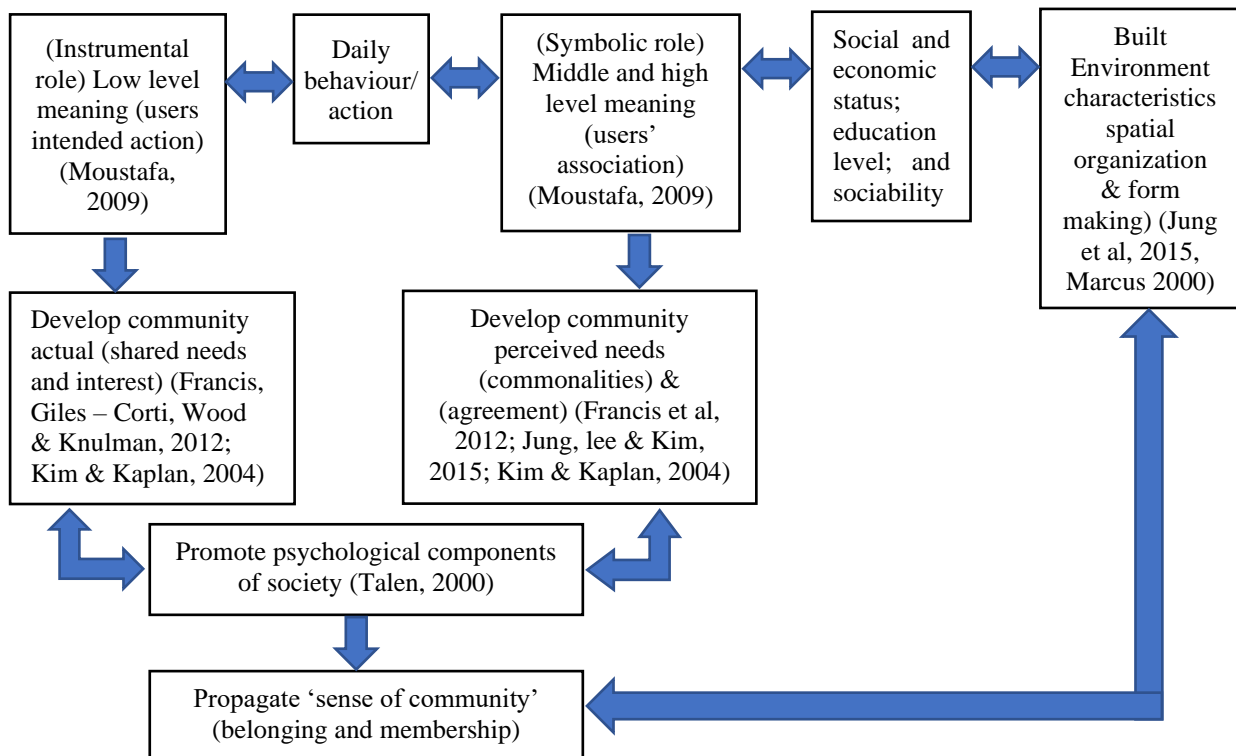 (Instrumental
role) Low level
meaning (users
intended action)
(Moustafa,
2009)
Daily
behaviour/
action
(Symbolic role)
Middle and high
level meaning
(users’
association)
(Moustafa, 2009)
Social and
economic
status;
education
level; and
sociability
Built
Environment
characteristics
spatial
organization
& form
making) (Jung
et al, 2015,
Marcus 2000)
Develop community
actual (shared needs
and interest) (Francis,
Giles – Corti, Wood
& Knulman, 2012;
Kim & Kaplan, 2004)
Develop community
perceived needs
(commonalities) &
(agreement) (Francis et al,
2012; Jung, lee & Kim,
2015; Kim & Kaplan, 2004)
Promote psychological components
of society (Talen, 2000)
Propagate ‘sense of community’
(belonging and membership)